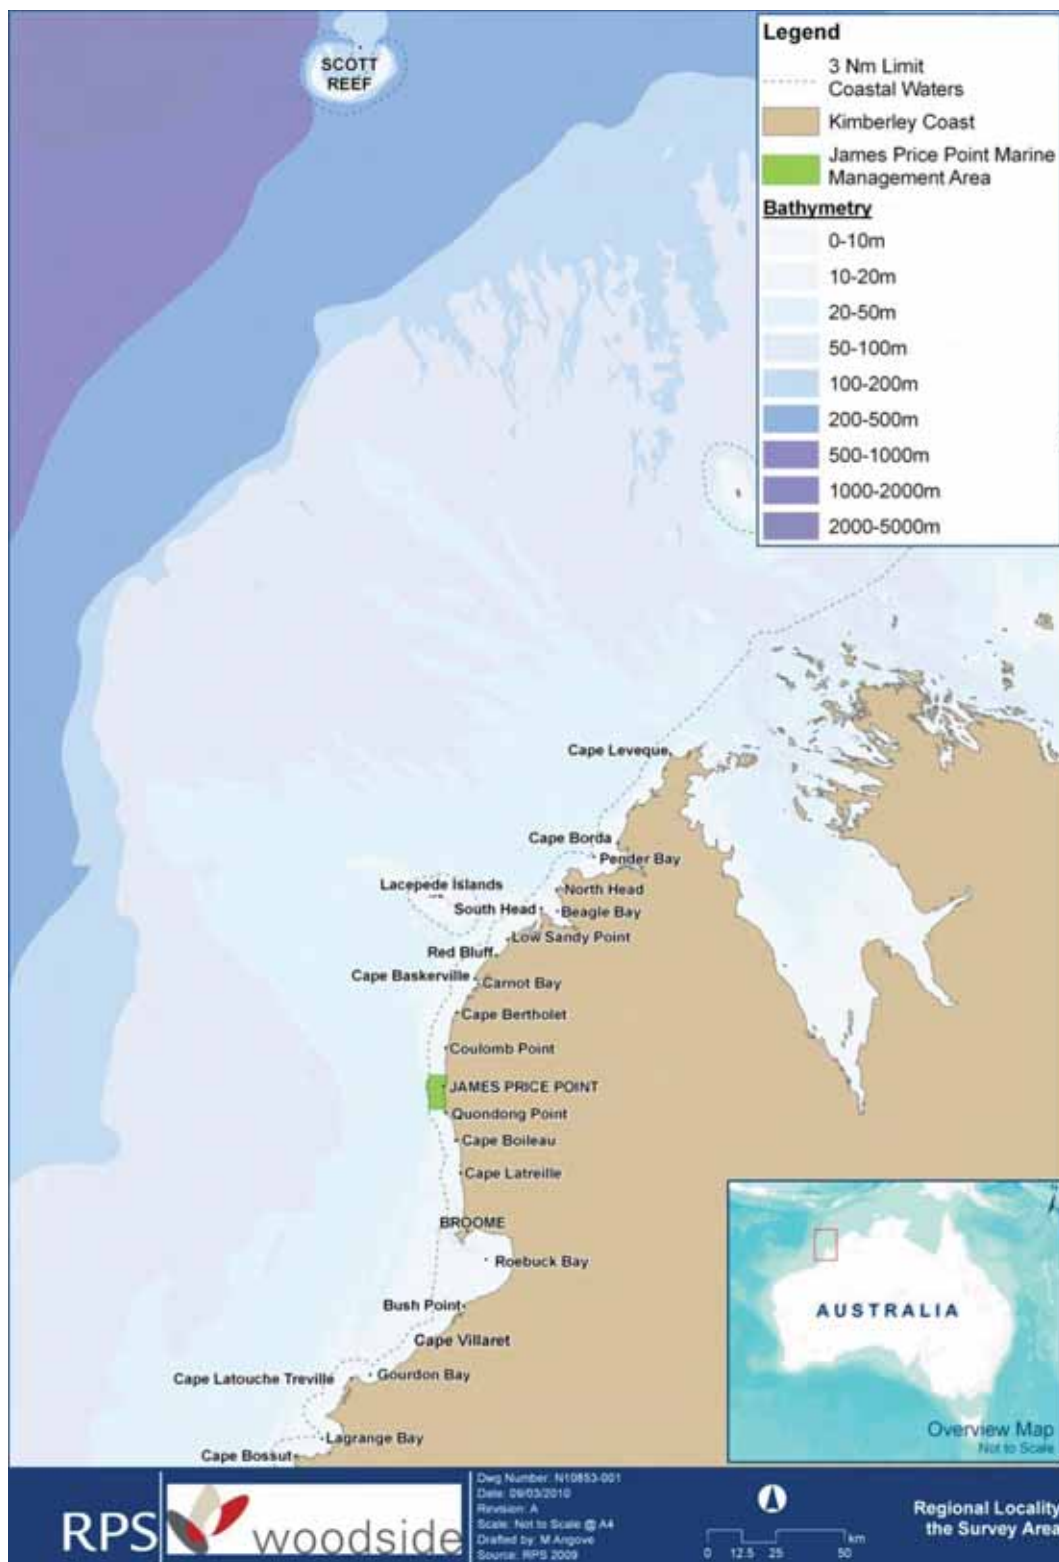 SCOTT
REEF
Legend
3 Nm Limit
Coastal Waters
Kimberley Coast
James Price Point Marine
Management Area
Bathymetry
0-10m
10-20m
20-50m
50-100m
100-200m
200-500m
500-1000m
1000-2000m
2000-5000m
Cape Leveque
Cape Borda
Pender Bay
Lacepede Islands
North Head
South Head
Beagle Bay
Low Sandy Point
Red Bluff
Cape Baskerville
Carnot Bay
Cape Bertholet
Coulomb Point
JAMES PRICE POINT
Quondong Point
Cape Boileau
Cape Latreille
BROOME
Roebuck Bay
Bush Point
Cape Villaret
Cape Latouche Treville
Gourdon Bay
Lagrange Bay
Cape Bossut
AUSTRALIA
Overview Map
Not to Scale
RPS
woodside
Dwg Number: N10853-001
Date: 09/03/2010
Revision: A
Scale: Not to Scale @ A4
Drafted by: M Angove
Source: RPS 2009
km
0 12.5 25 50
Regional Locality
the Survey Area